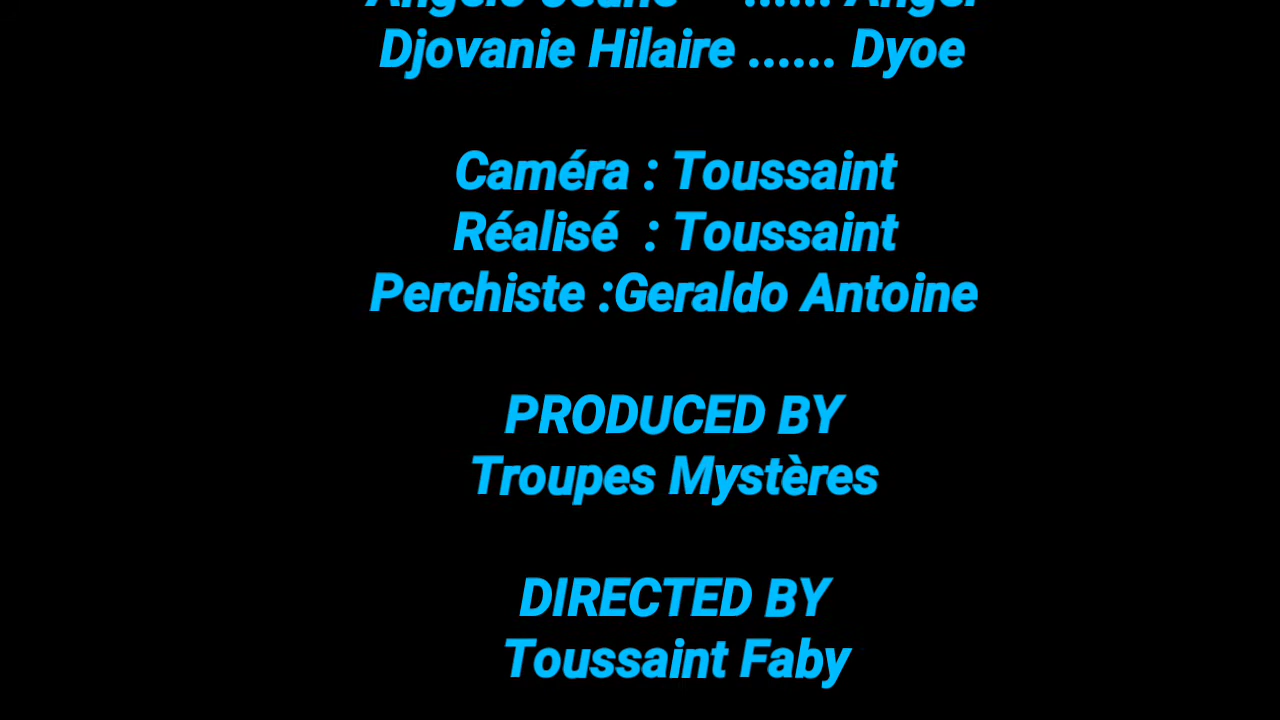 Djovanie Hilaire ...... Dyoe
Caméra : Toussaint
Réalisé : Toussaint
Perchiste :Geraldo Antoine
PRODUCED BY
Troupes Mystères
DIRECTED BY
Toussaint Faby